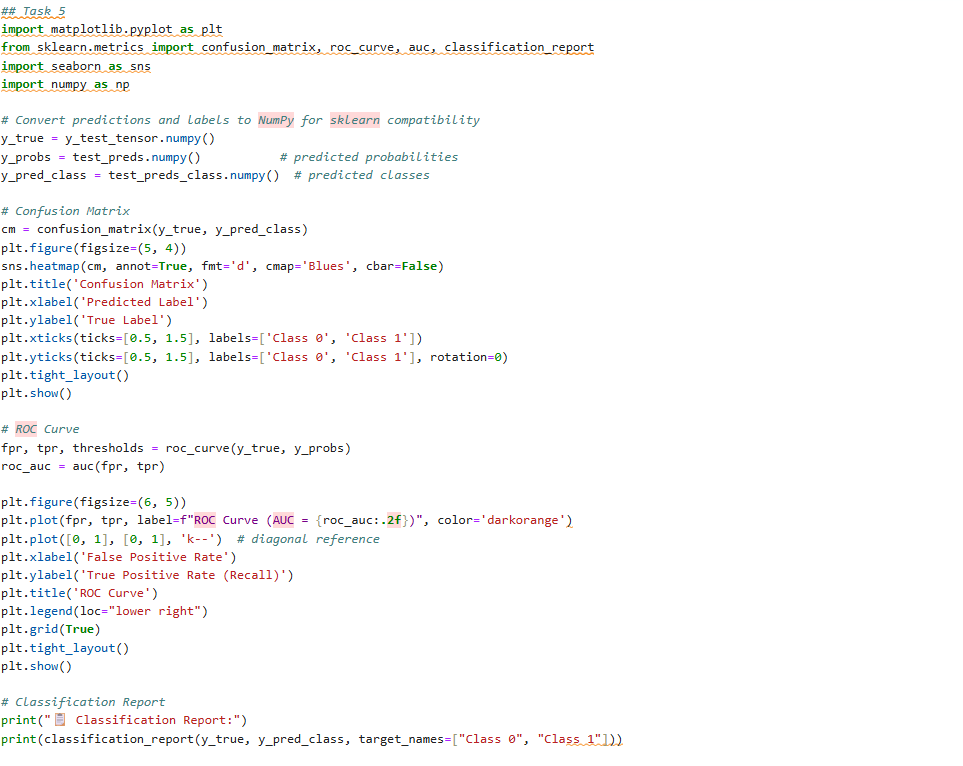 ## Task 5
import matplotlib.pyplot as plt
from sklearn.metrics import confusion_matrix, roc_curve, auc, classification_report
import seaborn as sns
import numpy as np

# Convert predictions and labels to NumPy for sklearn compatibility
y_true = y_test_tensor.numpy()
y_probs = test_preds.numpy()           # predicted probabilities
y_pred_class = test_preds_class.numpy()  # predicted classes

# Confusion Matrix
cm = confusion_matrix(y_true, y_pred_class)
plt.figure(figsize=(5, 4))
sns.heatmap(cm, annot=True, fmt='d', cmap='Blues', cbar=False)
plt.title('Confusion Matrix')
plt.xlabel('Predicted Label')
plt.ylabel('True Label')
plt.xticks(ticks=[0.5, 1.5], labels=['Class 0', 'Class 1'])
plt.yticks(ticks=[0.5, 1.5], labels=['Class 0', 'Class 1'], rotation=0)
plt.tight_layout()
plt.show()

# ROC Curve
fpr, tpr, thresholds = roc_curve(y_true, y_probs)
roc_auc = auc(fpr, tpr)

plt.figure(figsize=(6, 5))
plt.plot(fpr, tpr, label=f"ROC Curve (AUC = {roc_auc:.2f})", color='darkorange')
plt.plot([0, 1], [0, 1], 'k--')  # diagonal reference
plt.xlabel('False Positive Rate')
plt.ylabel('True Positive Rate (Recall)')
plt.title('ROC Curve')
plt.legend(loc="lower right")
plt.grid(True)
plt.tight_layout()
plt.show()

# Classification Report
print("📋 Classification Report:")
print(classification_report(y_true, y_pred_class, target_names=["Class 0", "Class 1"]))